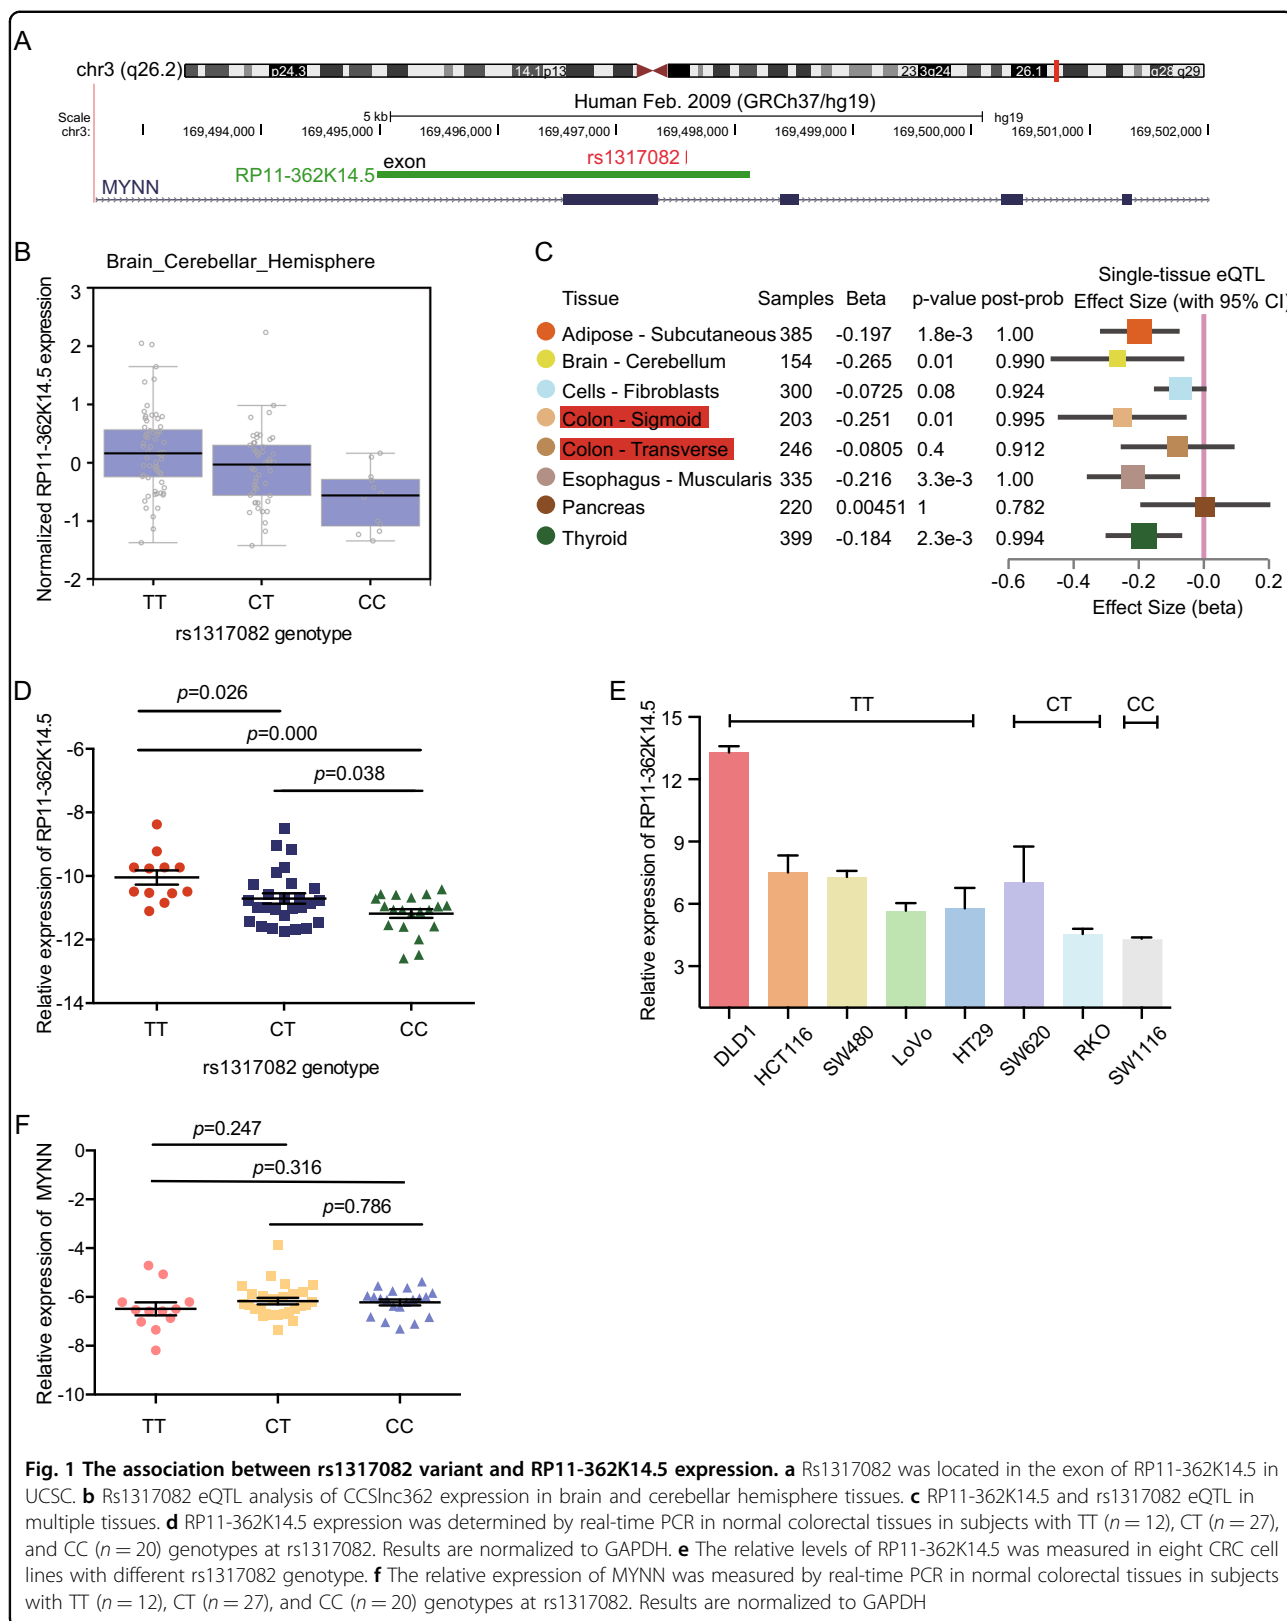 A
chr3 (q26.2) p24.3 14.1 p13 23 3q24 26.1 q28 q29
Human Feb. 2009 (GRCh37/hg19)
Scale 5 kb hg19
chr3: 169,494,000 169,495,000 169,496,000 169,497,000 169,498,000 169,499,000 169,500,000 169,501,000 169,502,000
exon rs1317082
RP11-362K14.5
MYNN
B
Brain_Cerebellar_Hemisphere
Normalized RP11-362K14.5 expression
3
2
1
0
-1
-2
TT CT CC
rs1317082 genotype
C
Single-tissue eQTL
Tissue Samples Beta p-value post-prob Effect Size (with 95% CI)
Adipose - Subcutaneous 385 -0.197 1.8e-3 1.00
Brain - Cerebellum 154 -0.265 0.01 0.990
Cells - Fibroblasts 300 -0.0725 0.08 0.924
Colon - Sigmoid 203 -0.251 0.01 0.995
Colon - Transverse 246 -0.0805 0.4 0.912
Esophagus - Muscularis 335 -0.216 3.3e-3 1.00
Pancreas 220 0.00451 1 0.782
Thyroid 399 -0.184 2.3e-3 0.994
-0.6 -0.4 -0.2 -0.0 0.2
Effect Size (beta)
D
p=0.026
p=0.000
p=0.038
Relative expression of RP11-362K14.5
-6
-8
-10
-12
-14
TT CT CC
rs1317082 genotype
E
TT CT CC
Relative expression of RP11-362K14.5
15
12
9
6
3
DLD1 HCT116 SW480 LoVo HT29 SW620 RKO SW1116
F
p=0.247
p=0.316
p=0.786
Relative expression of MYNN
0
-2
-4
-6
-8
-10
TT CT CC
Fig. 1 The association between rs1317082 variant and RP11-362K14.5 expression. a Rs1317082 was located in the exon of RP11-362K14.5 in
UCSC. b Rs1317082 eQTL analysis of CCSlnc362 expression in brain and cerebellar hemisphere tissues. c RP11-362K14.5 and rs1317082 eQTL in
multiple tissues. d RP11-362K14.5 expression was determined by real-time PCR in normal colorectal tissues in subjects with TT (n = 12), CT (n = 27),
and CC (n = 20) genotypes at rs1317082. Results are normalized to GAPDH. e The relative levels of RP11-362K14.5 was measured in eight CRC cell
lines with different rs1317082 genotype. f The relative expression of MYNN was measured by real-time PCR in normal colorectal tissues in subjects
with TT (n = 12), CT (n = 27), and CC (n = 20) genotypes at rs1317082. Results are normalized to GAPDH